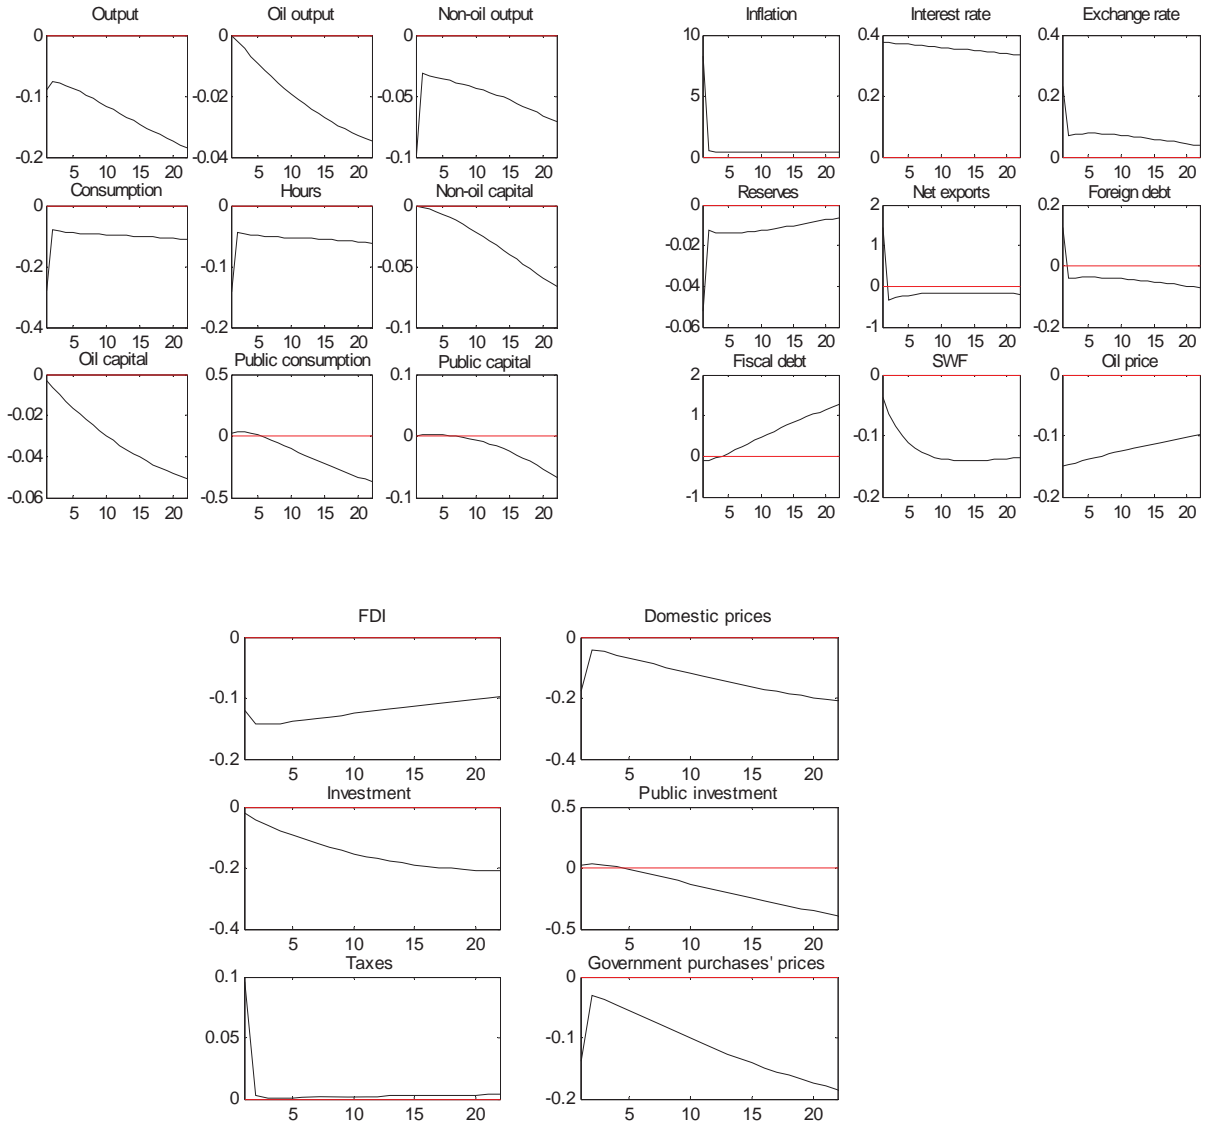 Output Oil output Non-oil output
0 0 0
-0.1 -0.02 -0.05
-0.2 -0.04 -0.1
5 10 15 20 5 10 15 20 5 10 15 20
Consumption Hours Non-oil capital
0 0 0
-0.2 -0.1 -0.05
-0.4 -0.2 -0.1
5 10 15 20 5 10 15 20 5 10 15 20
Oil capital Public consumption Public capital
0 0.5 0.1
-0.02
-0.04 0 0
-0.06 -0.5 -0.1
5 10 15 20 5 10 15 20 5 10 15 20
Inflation Interest rate Exchange rate
10 0.4 0.4
5 0.2 0.2
0 0 0
5 10 15 20 5 10 15 20 5 10 15 20
Reserves Net exports Foreign debt
0 2 0.2
-0.02 1
-0.04 0 0
-0.06 -1 -0.2
5 10 15 20 5 10 15 20 5 10 15 20
Fiscal debt SWF Oil price
2 0 0
1 -0.1 -0.1
0
-1 -0.2 -0.2
5 10 15 20 5 10 15 20 5 10 15 20
FDI Domestic prices
0 0
-0.1 -0.2
-0.2 -0.4
5 10 15 20 5 10 15 20
Investment Public investment
0 0.5
-0.2 0
-0.4 -0.5
5 10 15 20 5 10 15 20
Taxes Government purchases' prices
0.1 0
0.05 -0.1
0 -0.2
5 10 15 20 5 10 15 20